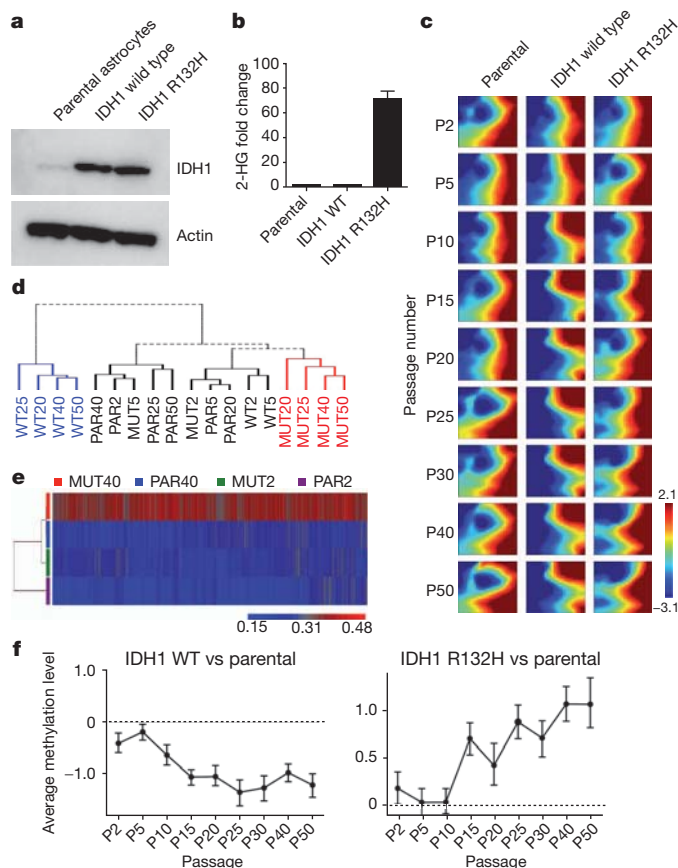 a
Parental astrocytes
IDH1 wild type
IDH1 R132H
IDH1
Actin
b
2-HG fold change
100
80
60
40
20
0
Parental
IDH1 WT
IDH1 R132H
c
Parental
IDH1 wild type
IDH1 R132H
Passage number
P2
P5
P10
P15
P20
P25
P30
P40
P50
2.1
−3.1
d
WT25
WT20
WT40
WT50
PAR40
PAR2
MUT5
PAR25
PAR50
MUT2
PAR5
PAR20
WT2
WT5
MUT20
MUT25
MUT40
MUT50
e
MUT40
PAR40
MUT2
PAR2
0.15
0.31
0.48
f
IDH1 WT vs parental
Average methylation level
1.0
0
−1.0
P2
P5
P10
P15
P20
P25
P30
P40
P50
Passage
IDH1 R132H vs parental
1.0
0.5
0
P2
P5
P10
P15
P20
P25
P30
P40
P50
Passage